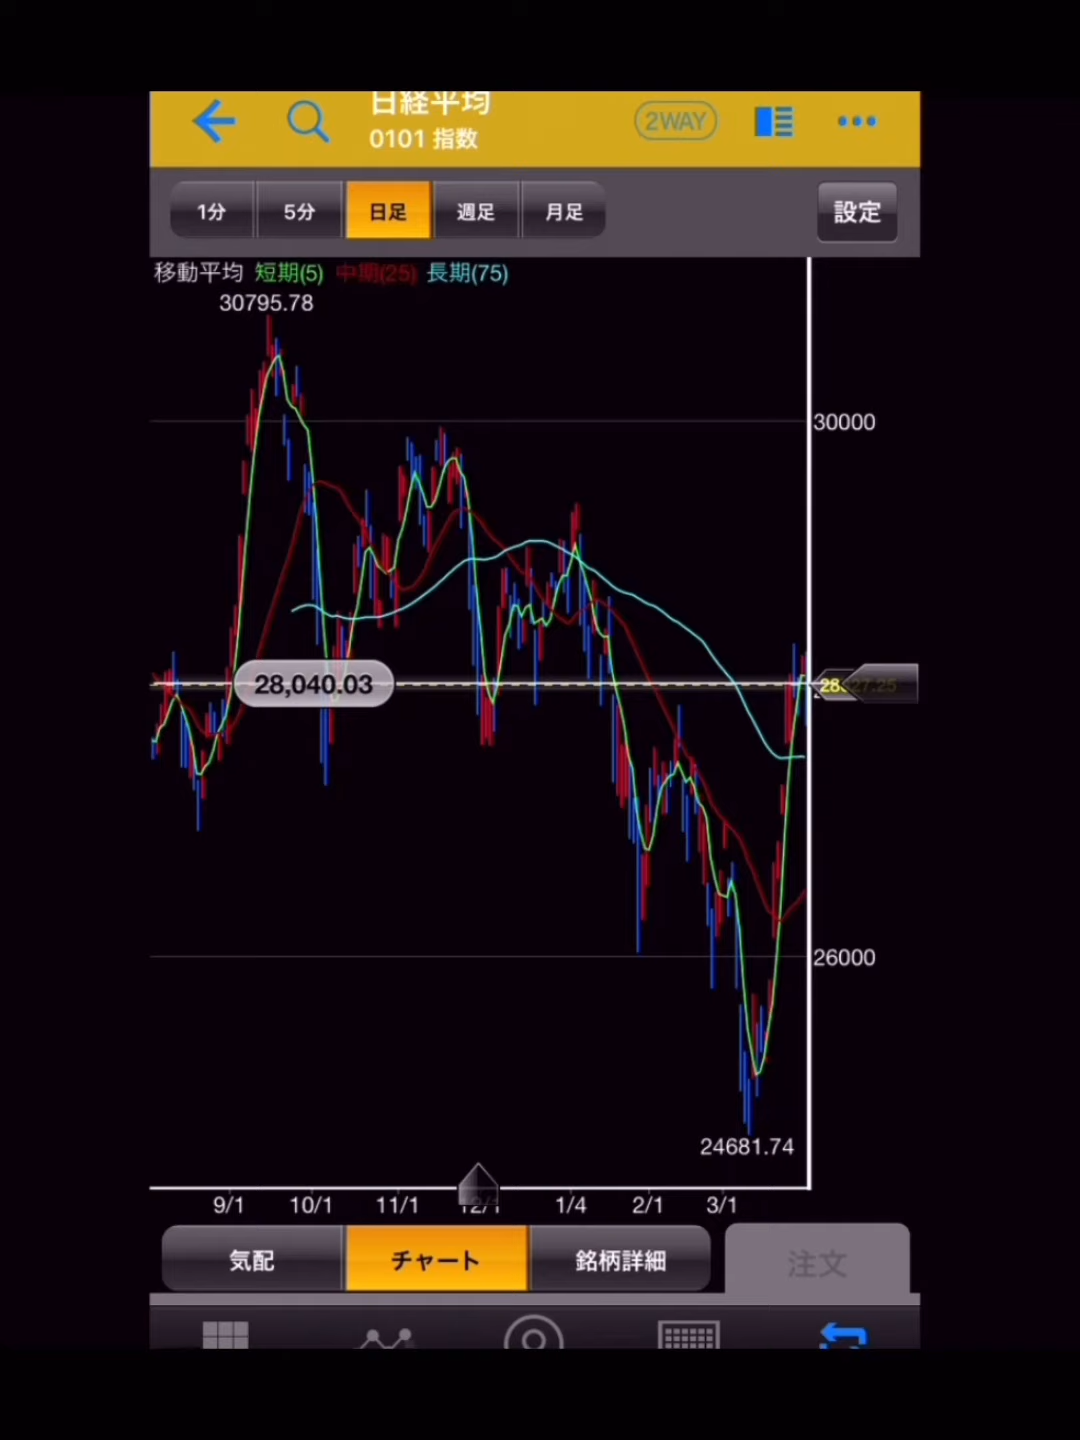 日経平均
0101 指数
2WAY
1分 5分 日足 週足 月足 設定
移動平均 短期(5) 中期(25) 長期(75)
30795.78
30000
28,040.03
26000
24681.74
9/1 10/1 11/1 12/1 1/4 2/1 3/1
気配 チャート 銘柄詳細 注文